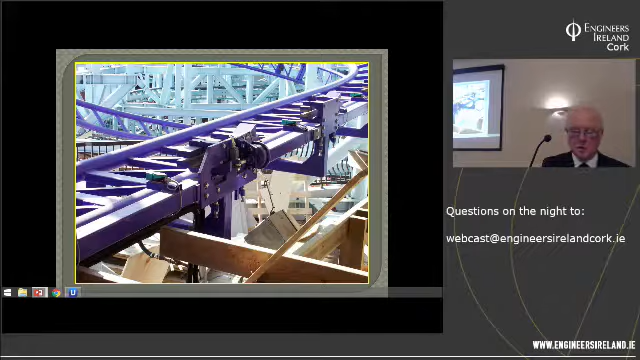 ENGINEERS
IRELAND
Cork
Questions on the night to:
webcast@engineersirelandcork.ie
WWW.ENGINEERSIRELAND.IE